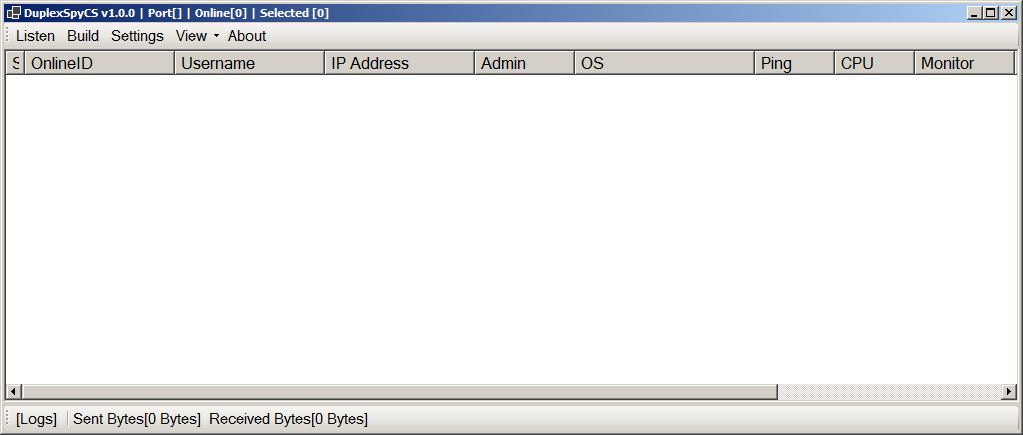 DuplexSpyCS v1.0.0 | Port[] | Online[0] | Selected [0]
Listen Build Settings View About
S OnlineID Username IP Address Admin OS Ping CPU Monitor
[Logs] Sent Bytes[0 Bytes] Received Bytes[0 Bytes]